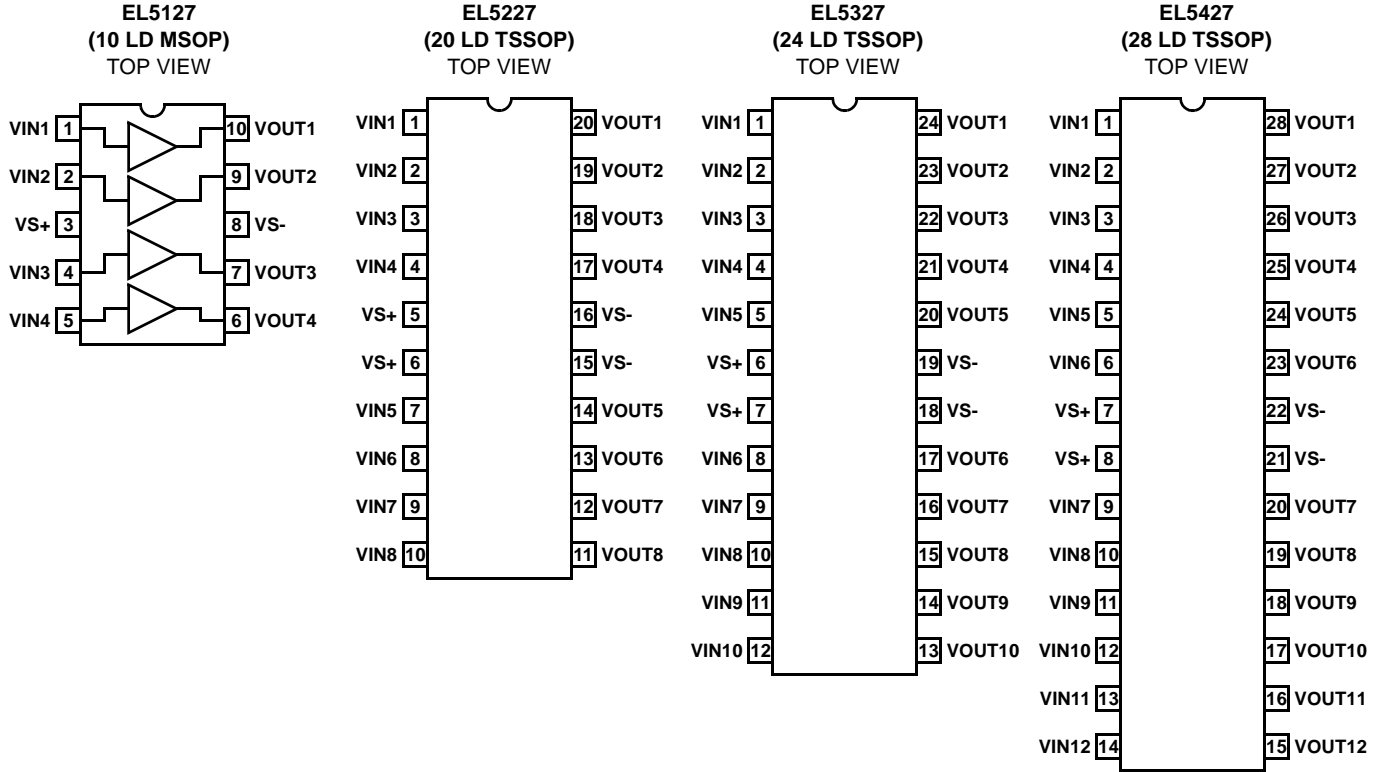 EL5127
(10 LD MSOP)
TOP VIEW
VIN1 1 10 VOUT1
VIN2 2 9 VOUT2
VS+ 3 8 VS-
VIN3 4 7 VOUT3
VIN4 5 6 VOUT4
EL5227
(20 LD TSSOP)
TOP VIEW
VIN1 1 20 VOUT1
VIN2 2 19 VOUT2
VIN3 3 18 VOUT3
VIN4 4 17 VOUT4
VS+ 5 16 VS-
VS+ 6 15 VS-
VIN5 7 14 VOUT5
VIN6 8 13 VOUT6
VIN7 9 12 VOUT7
VIN8 10 11 VOUT8
EL5327
(24 LD TSSOP)
TOP VIEW
VIN1 1 24 VOUT1
VIN2 2 23 VOUT2
VIN3 3 22 VOUT3
VIN4 4 21 VOUT4
VIN5 5 20 VOUT5
VS+ 6 19 VS-
VS+ 7 18 VS-
VIN6 8 17 VOUT6
VIN7 9 16 VOUT7
VIN8 10 15 VOUT8
VIN9 11 14 VOUT9
VIN10 12 13 VOUT10
EL5427
(28 LD TSSOP)
TOP VIEW
VIN1 1 28 VOUT1
VIN2 2 27 VOUT2
VIN3 3 26 VOUT3
VIN4 4 25 VOUT4
VIN5 5 24 VOUT5
VIN6 6 23 VOUT6
VS+ 7 22 VS-
VS+ 8 21 VS-
VIN7 9 20 VOUT7
VIN8 10 19 VOUT8
VIN9 11 18 VOUT9
VIN10 12 17 VOUT10
VIN11 13 16 VOUT11
VIN12 14 15 VOUT12